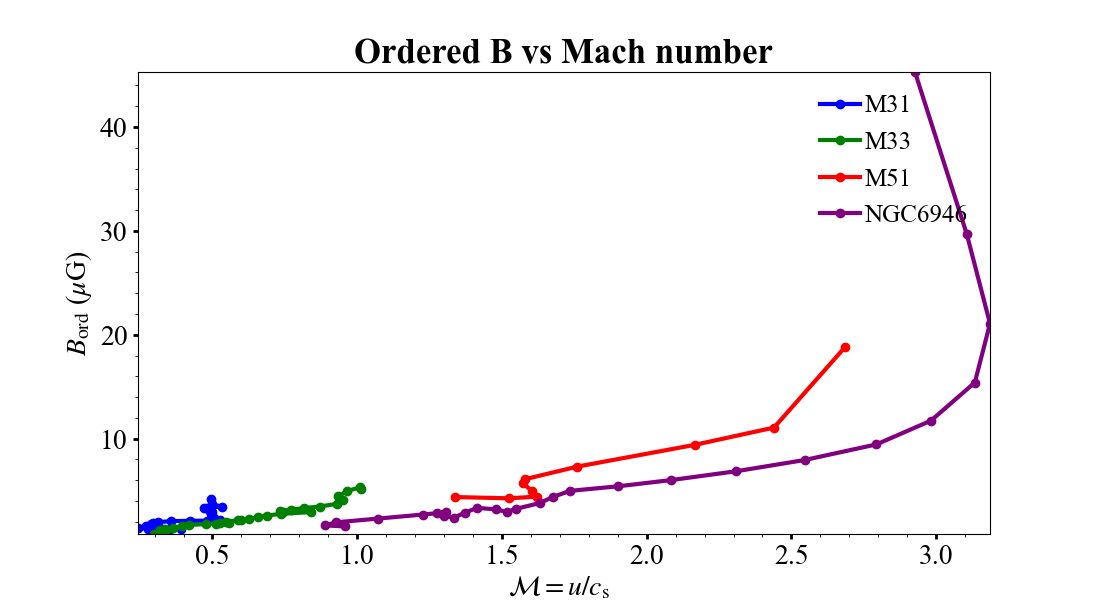 Ordered B vs Mach number
M31
M33
M51
NGC6946
40
30
20
10
B_ord (μG)
0.5 1.0 1.5 2.0 2.5 3.0
ℳ = u/c_s